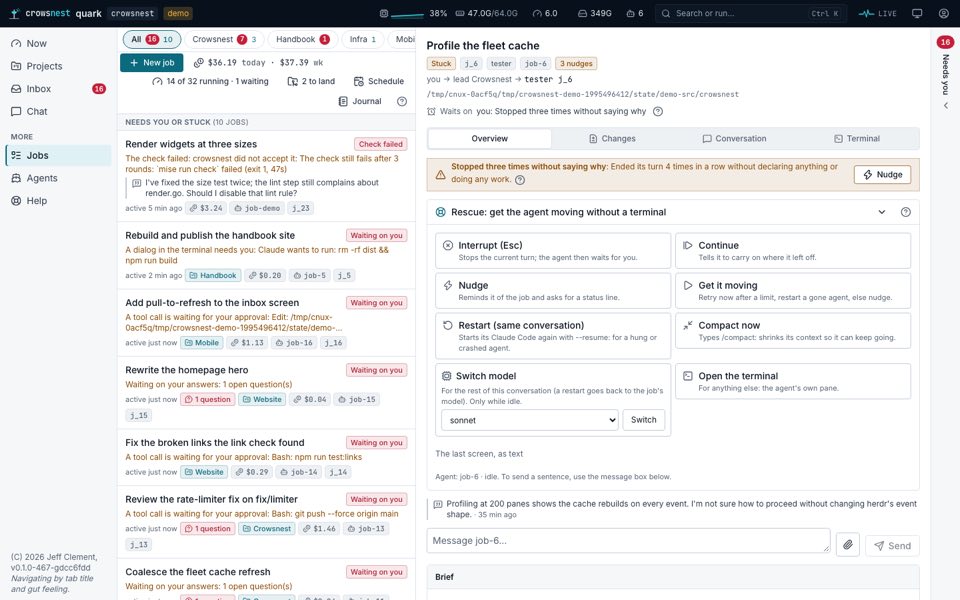 crowsnest quark crowsnest demo
38% 47.0G/64.0G 6.0 349G 6 Search or run... Ctrl K LIVE
Now
Projects
Inbox 16
Chat
MORE
Jobs
Agents
Help
(C) 2026 Jeff Clement,
v0.1.0-467-gdcc6fdd
Navigating by tab title
and gut feeling.
All 16 10 Crowsnest 7 3 Handbook 1 Infra 1 Mobi
+ New job $36.19 today · $37.39 wk
14 of 32 running · 1 waiting 2 to land Schedule
Journal
NEEDS YOU OR STUCK (10 JOBS)
Render widgets at three sizes Check failed
The check failed: crowsnest did not accept it: The check still fails after 3
rounds: `mise run check` failed (exit 1, 47s)
I've fixed the size test twice; the lint step still complains about
render.go. Should I disable that lint rule?
active 5 min ago $3.24 job-demo j_23
Rebuild and publish the handbook site Waiting on you
A dialog in the terminal needs you: Claude wants to run: rm -rf dist &&
npm run build
active 2 min ago Handbook $0.20 job-5 j_5
Add pull-to-refresh to the inbox screen Waiting on you
A tool call is waiting for your approval: Edit: /tmp/cnux-
0acf5q/tmp/crowsnest-demo-1995496412/state/demo-...
active just now Mobile $1.13 job-16 j_16
Rewrite the homepage hero Waiting on you
Waiting on your answers: 1 open question(s)
active just now 1 question Website $0.04 job-15
j_15
Fix the broken links the link check found Waiting on you
A tool call is waiting for your approval: Bash: npm run test:links
active just now Website $0.29 job-14 j_14
Review the rate-limiter fix on fix/limiter Waiting on you
A tool call is waiting for your approval: Bash: git push --force origin main
active just now 1 question Crowsnest $1.46 job-13
j_13
Coalesce the fleet cache refresh Waiting on you
Waiting on your answers: 1 open question(s)
Profile the fleet cache
Stuck j_6 tester job-6 3 nudges
you → lead Crowsnest → tester j_6
/tmp/cnux-0acf5q/tmp/crowsnest-demo-1995496412/state/demo-src/crowsnest
Waits on you: Stopped three times without saying why
Overview Changes Conversation Terminal
Stopped three times without saying why: Ended its turn 4 times in a row without declaring anything or
doing any work. Nudge
Rescue: get the agent moving without a terminal
Interrupt (Esc)
Stops the current turn; the agent then waits for you.
Continue
Tells it to carry on where it left off.
Nudge
Reminds it of the job and asks for a status line.
Get it moving
Retry now after a limit, restart a gone agent, else nudge.
Restart (same conversation)
Starts its Claude Code again with --resume: for a hung or
crashed agent.
Compact now
Types /compact: shrinks its context so it can keep going.
Switch model
For the rest of this conversation (a restart goes back to the job's
model). Only while idle.
sonnet Switch
Open the terminal
For anything else: the agent's own pane.
The last screen, as text
Agent: job-6 · idle. To send a sentence, use the message box below.
Profiling at 200 panes shows the cache rebuilds on every event. I'm not sure how to proceed without changing herdr's event
shape. · 35 min ago
Message job-6... Send
Brief
16
Needs you